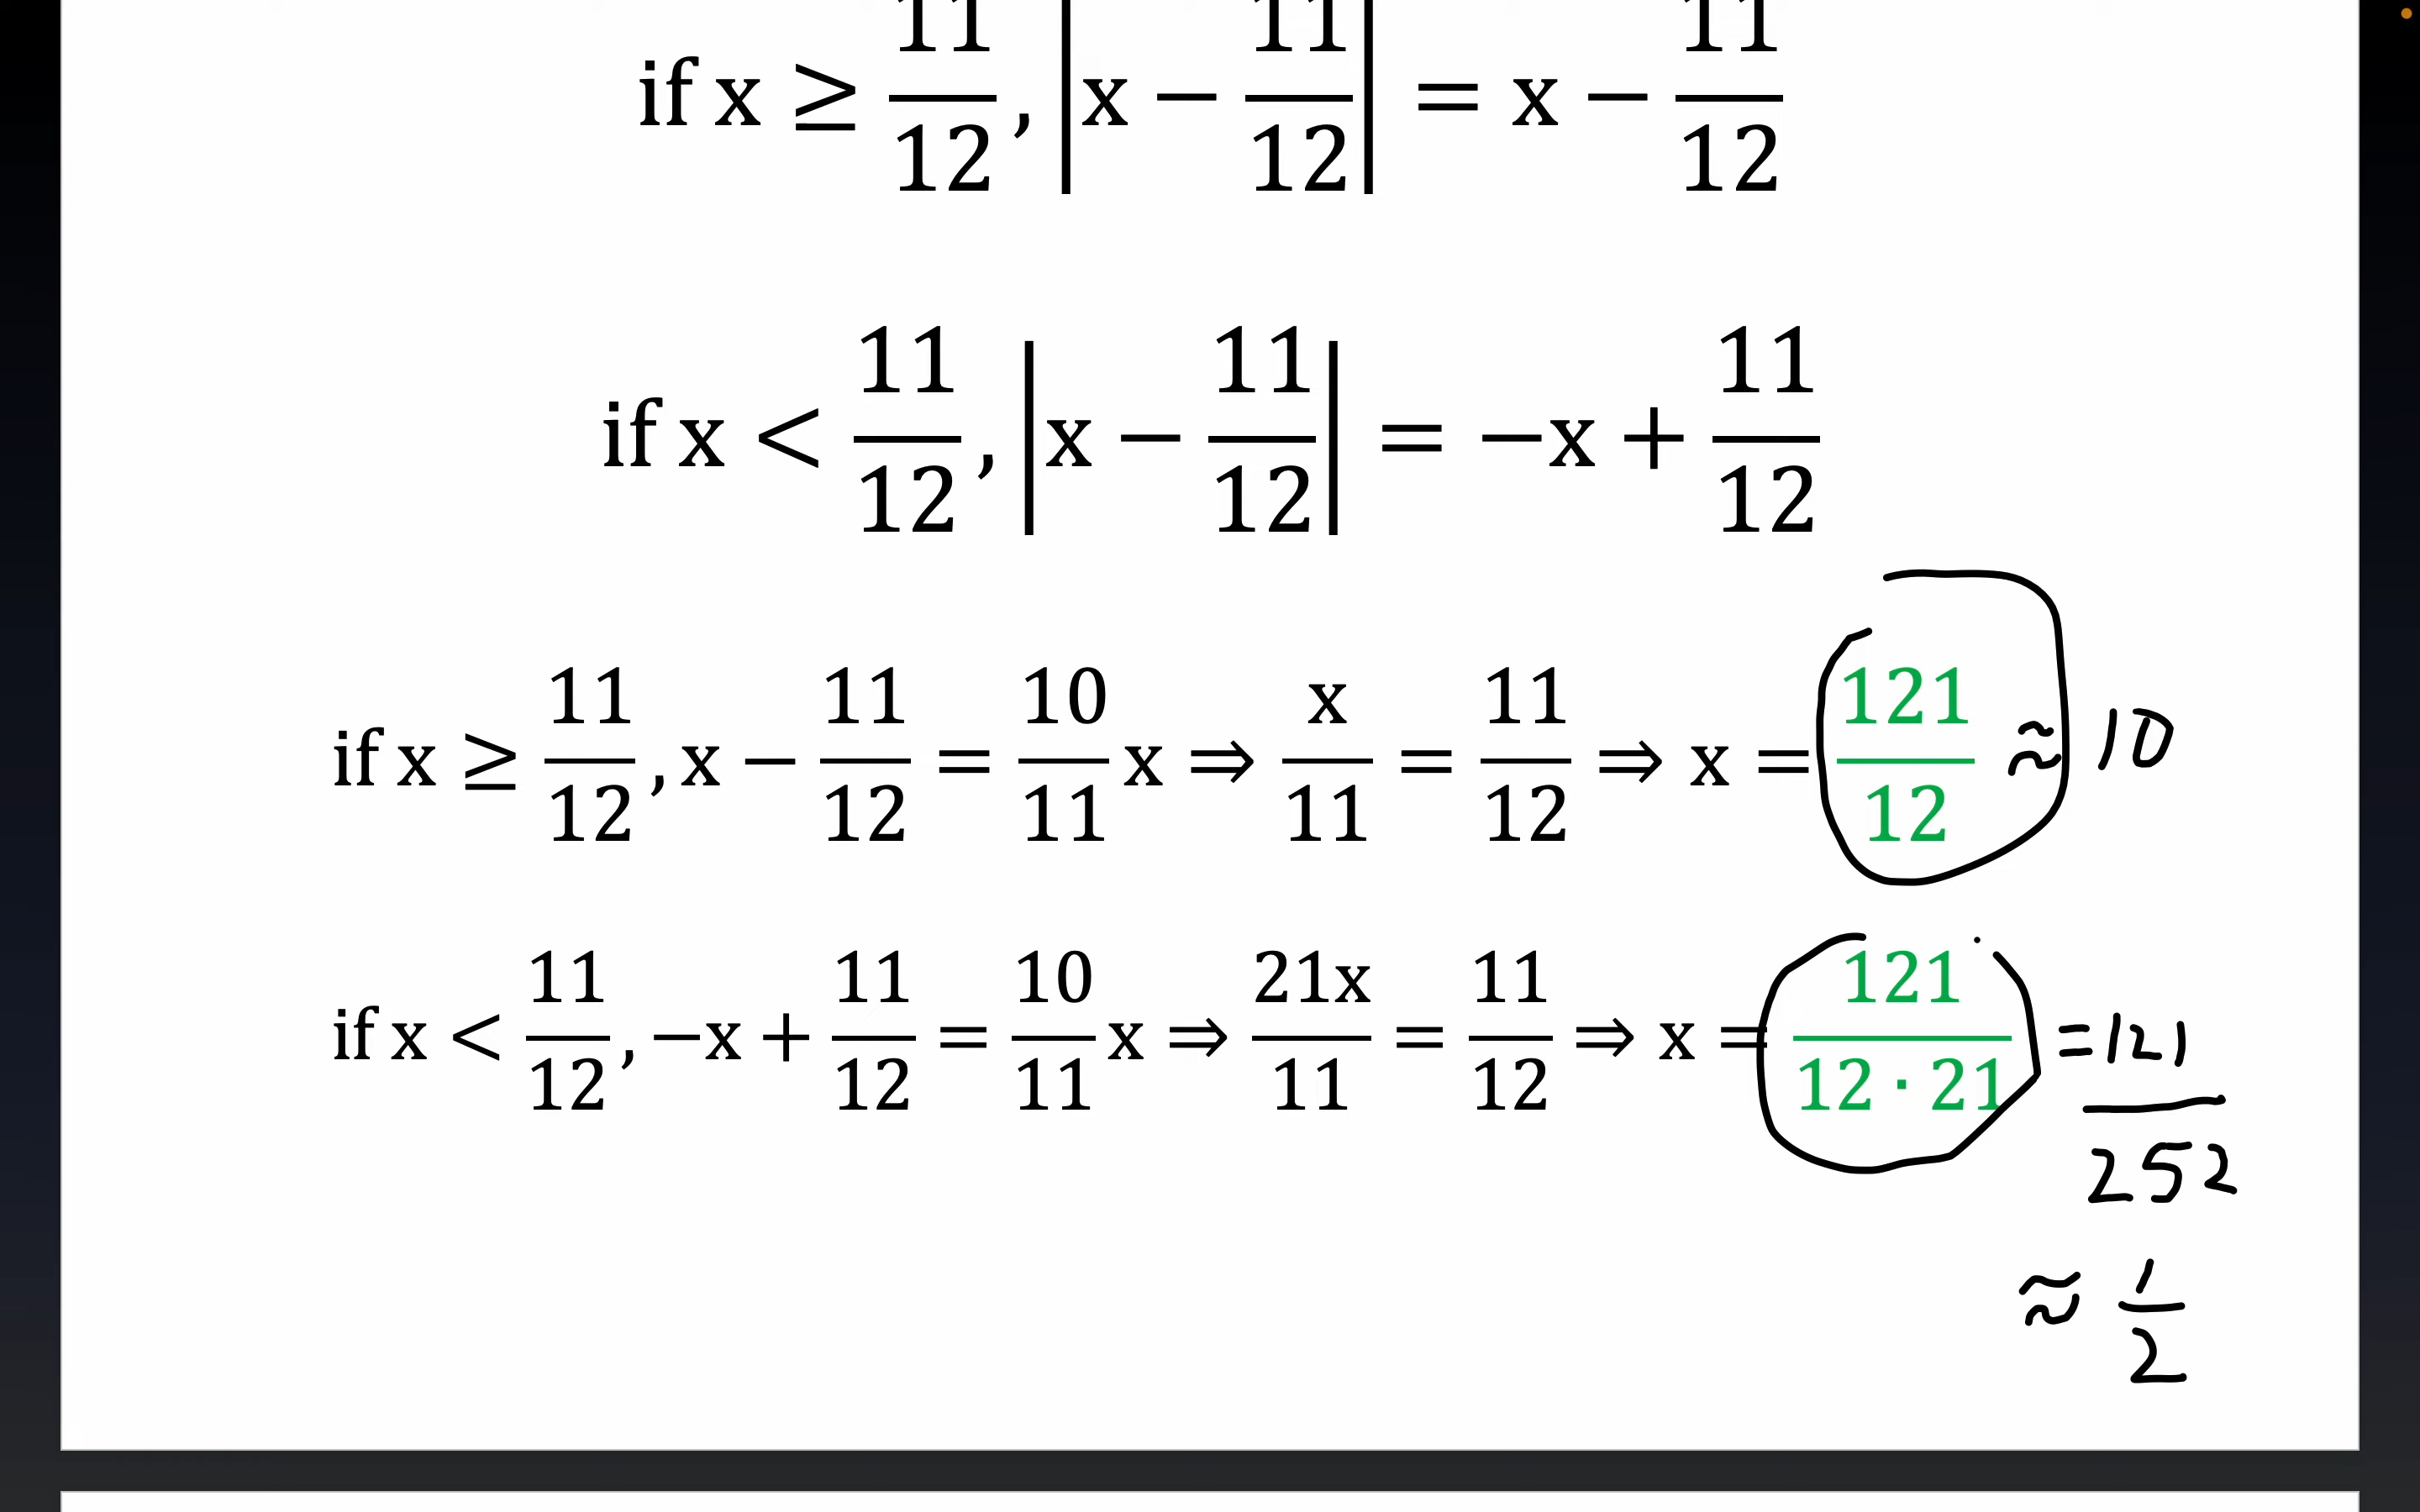 if x ≥ 11/12, |x − 11/12| = x − 11/12
if x < 11/12, |x − 11/12| = −x + 11/12
if x ≥ 11/12, x − 11/12 = 10/11 x ⇒ x/11 = 11/12 ⇒ x = 121/12 ≈ 10
if x < 11/12, −x + 11/12 = 10/11 x ⇒ 21x/11 = 11/12 ⇒ x = 121/(12 · 21) = 121/252
≈ 1/2